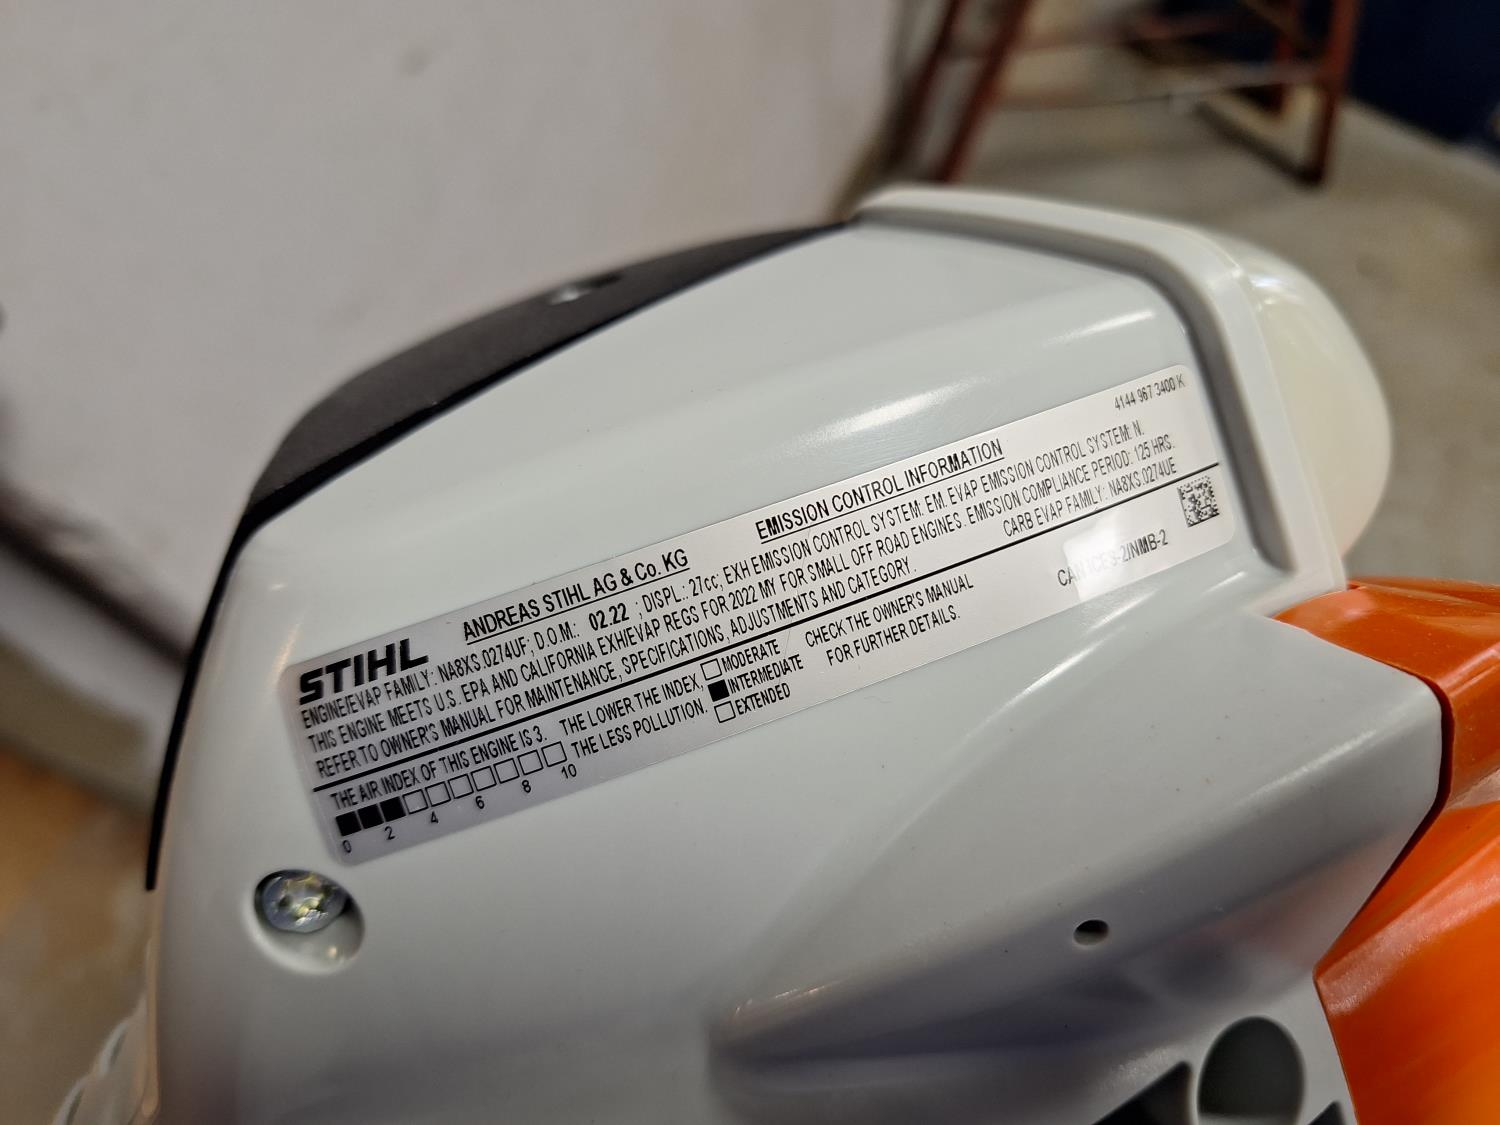 4144 967 3400 K
STIHL ANDREAS STIHL AG & Co. KG EMISSION CONTROL INFORMATION
ENGINE/EVAP FAMILY: NA8XS.0274UF; D.O.M.: 02.22 ; DISPL.: 27cc; EXH EMISSION CONTROL SYSTEM: EM. EVAP EMISSION CONTROL SYSTEM: N.
THIS ENGINE MEETS U.S. EPA AND CALIFORNIA EXH/EVAP REGS FOR 2022 MY FOR SMALL OFF ROAD ENGINES. EMISSION COMPLIANCE PERIOD: 125 HRS.
REFER TO OWNER'S MANUAL FOR MAINTENANCE, SPECIFICATIONS, ADJUSTMENTS AND CATEGORY. CARB EVAP FAMILY: NA8XS.0274UE
THE AIR INDEX OF THIS ENGINE IS 3. THE LOWER THE INDEX, MODERATE CHECK THE OWNER'S MANUAL CAN ICES-2/NMB-2
THE LESS POLLUTION. INTERMEDIATE FOR FURTHER DETAILS.
EXTENDED
0 2 4 6 8 10